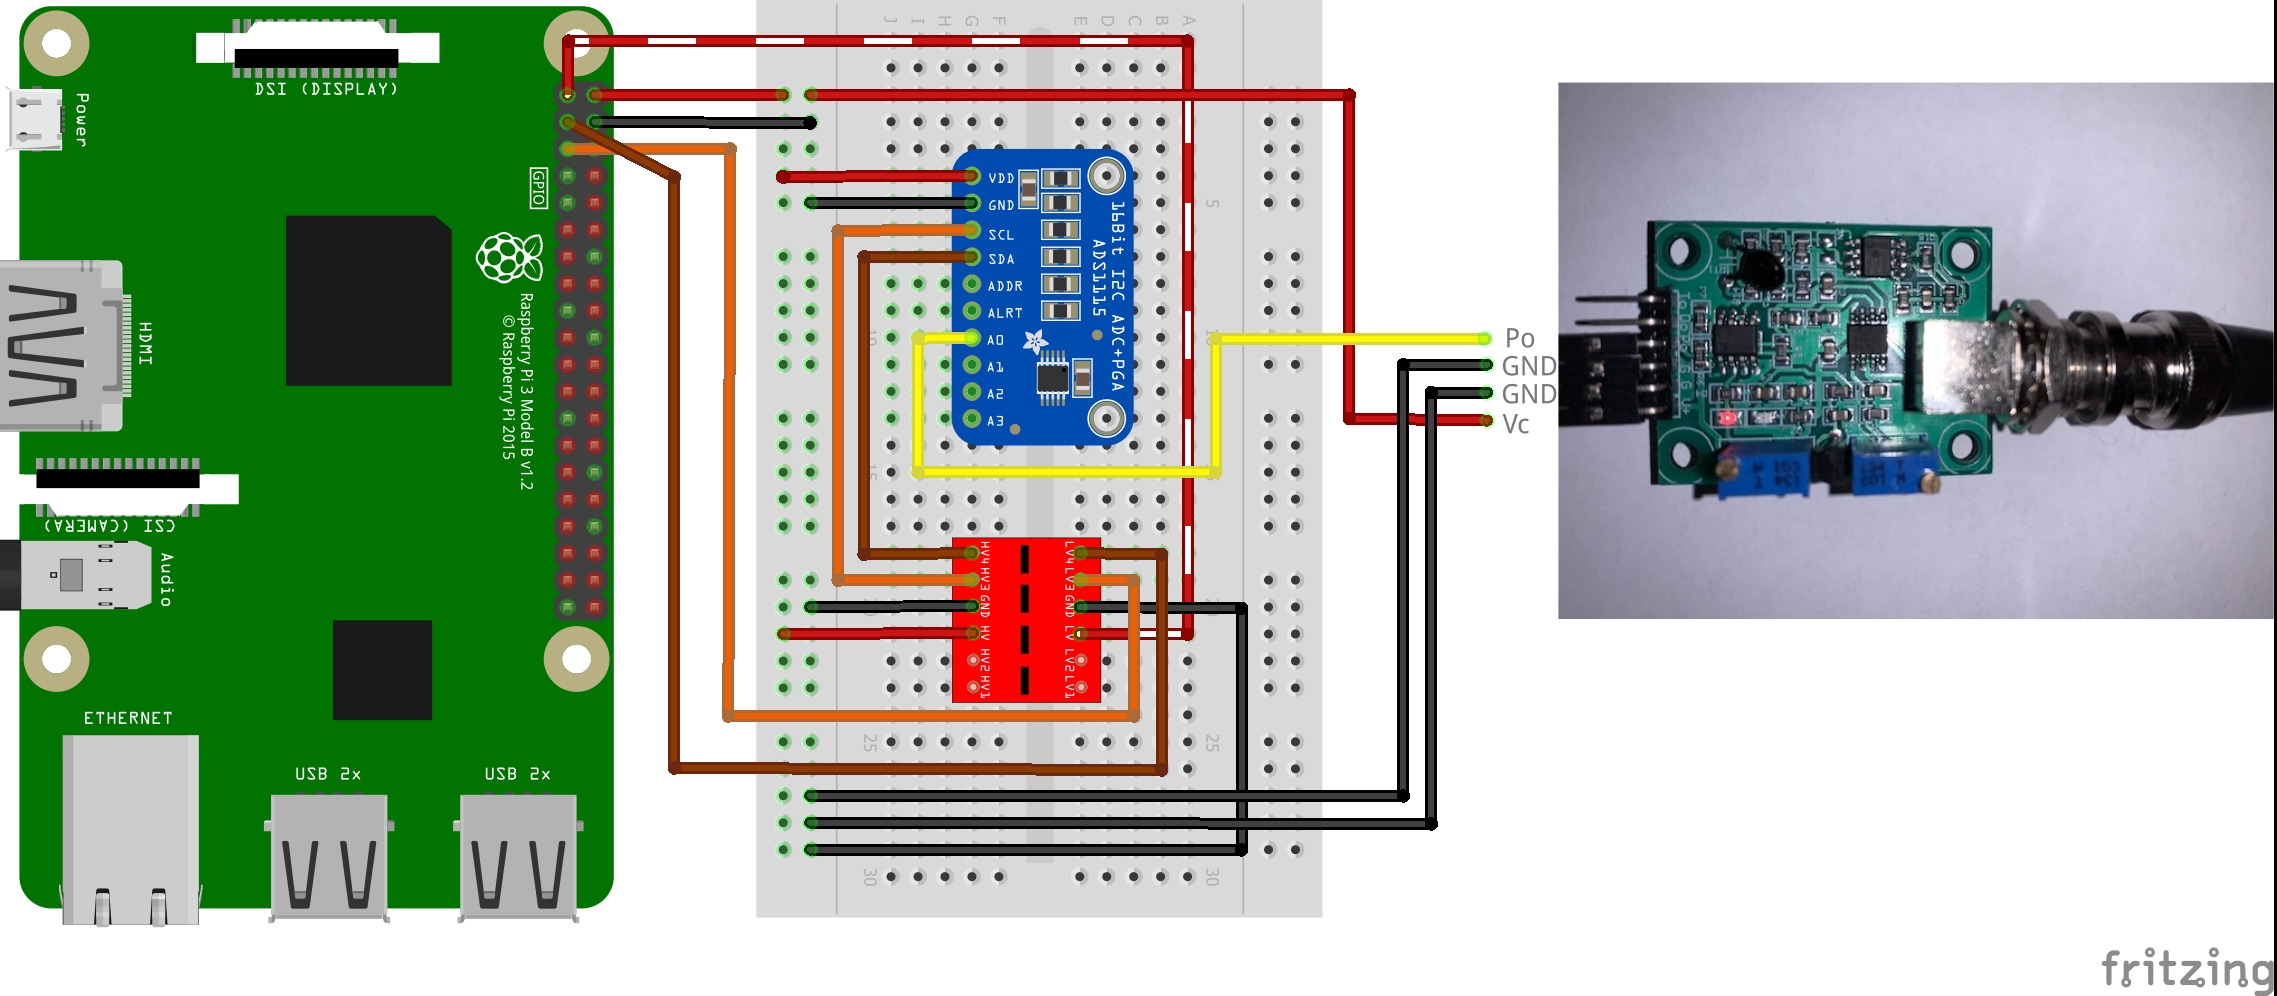 DSI (DISPLAY)
Power
GPIO
HDMI
Raspberry Pi 3 Model B v1.2
© Raspberry Pi 2015
CSI (CAMERA)
Audio
ETHERNET
USB 2x
USB 2x
J I H G F E D C B A
5
10
15
20
20
25
25
30
30
VDD
GND
SCL
SDA
ADDR
ALRT
A0
A1
A2
A3
16Bit I2C ADC+PGA
ADS1115
HV4
HV3
GND
HV
HV2
HV1
LV4
LV3
GND
LV
LV2
LV1
Po
GND
GND
Vc
fritzing